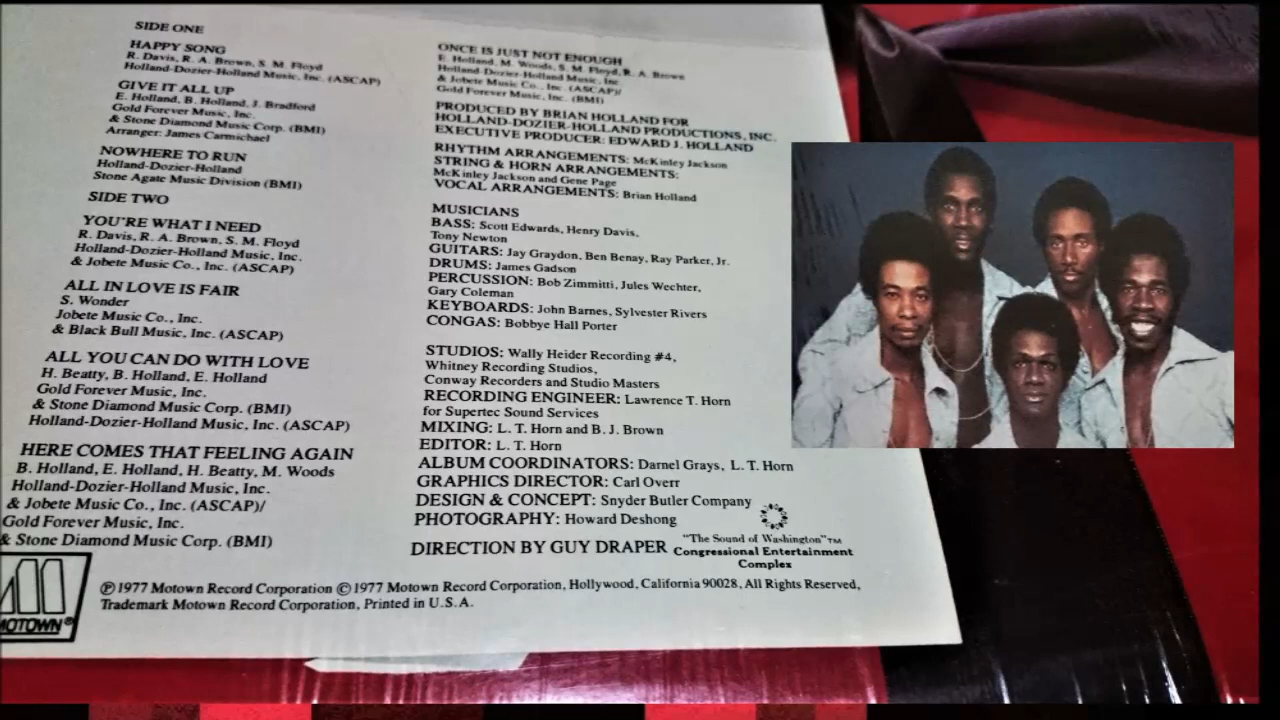 SIDE ONE
HAPPY SONG
R. Davis, R. A. Brown, S. M. Floyd
Holland-Dozier-Holland Music, Inc. (ASCAP)
GIVE IT ALL UP
E. Holland, B. Holland, J. Bradford
Gold Forever Music, Inc.
& Stone Diamond Music Corp. (BMI)
Arranger: James Carmichael
NOWHERE TO RUN
Holland-Dozier-Holland
Stone Agate Music Division (BMI)
SIDE TWO
YOU'RE WHAT I NEED
R. Davis, R. A. Brown, S. M. Floyd
Holland-Dozier-Holland Music, Inc.
& Jobete Music Co., Inc. (ASCAP)
ALL IN LOVE IS FAIR
S. Wonder
Jobete Music Co., Inc.
& Black Bull Music, Inc. (ASCAP)
ALL YOU CAN DO WITH LOVE
H. Beatty, B. Holland, E. Holland
Gold Forever Music, Inc.
& Stone Diamond Music Corp. (BMI)
Holland-Dozier-Holland Music, Inc. (ASCAP)
HERE COMES THAT FEELING AGAIN
B. Holland, E. Holland, H. Beatty, M. Woods
Holland-Dozier-Holland Music, Inc.
& Jobete Music Co., Inc. (ASCAP)/
Gold Forever Music, Inc.
& Stone Diamond Music Corp. (BMI)
ONCE IS JUST NOT ENOUGH
E. Holland, M. Woods, S. M. Floyd, R. A. Brown
Holland-Dozier-Holland Music, Inc.
& Jobete Music Co., Inc. (ASCAP)/
Gold Forever Music, Inc. (BMI)
PRODUCED BY BRIAN HOLLAND FOR
HOLLAND-DOZIER-HOLLAND PRODUCTIONS, INC.
EXECUTIVE PRODUCER: EDWARD J. HOLLAND
RHYTHM ARRANGEMENTS: McKinley Jackson
STRING & HORN ARRANGEMENTS:
McKinley Jackson and Gene Page
VOCAL ARRANGEMENTS: Brian Holland
MUSICIANS
BASS: Scott Edwards, Henry Davis,
Tony Newton
GUITARS: Jay Graydon, Ben Benay, Ray Parker, Jr.
DRUMS: James Gadson
PERCUSSION: Bob Zimmitti, Jules Wechter,
Gary Coleman
KEYBOARDS: John Barnes, Sylvester Rivers
CONGAS: Bobbye Hall Porter
STUDIOS: Wally Heider Recording #4,
Whitney Recording Studios,
Conway Recorders and Studio Masters
RECORDING ENGINEER: Lawrence T. Horn
for Supertec Sound Services
MIXING: L. T. Horn and B. J. Brown
EDITOR: L. T. Horn
ALBUM COORDINATORS: Darnel Grays, L. T. Horn
GRAPHICS DIRECTOR: Carl Overr
DESIGN & CONCEPT: Snyder Butler Company
PHOTOGRAPHY: Howard Deshong
DIRECTION BY GUY DRAPER
"The Sound of Washington"™
Congressional Entertainment
Complex
℗1977 Motown Record Corporation ©1977 Motown Record Corporation, Hollywood, California 90028, All Rights Reserved,
Trademark Motown Record Corporation, Printed in U.S.A.
MOTOWN®